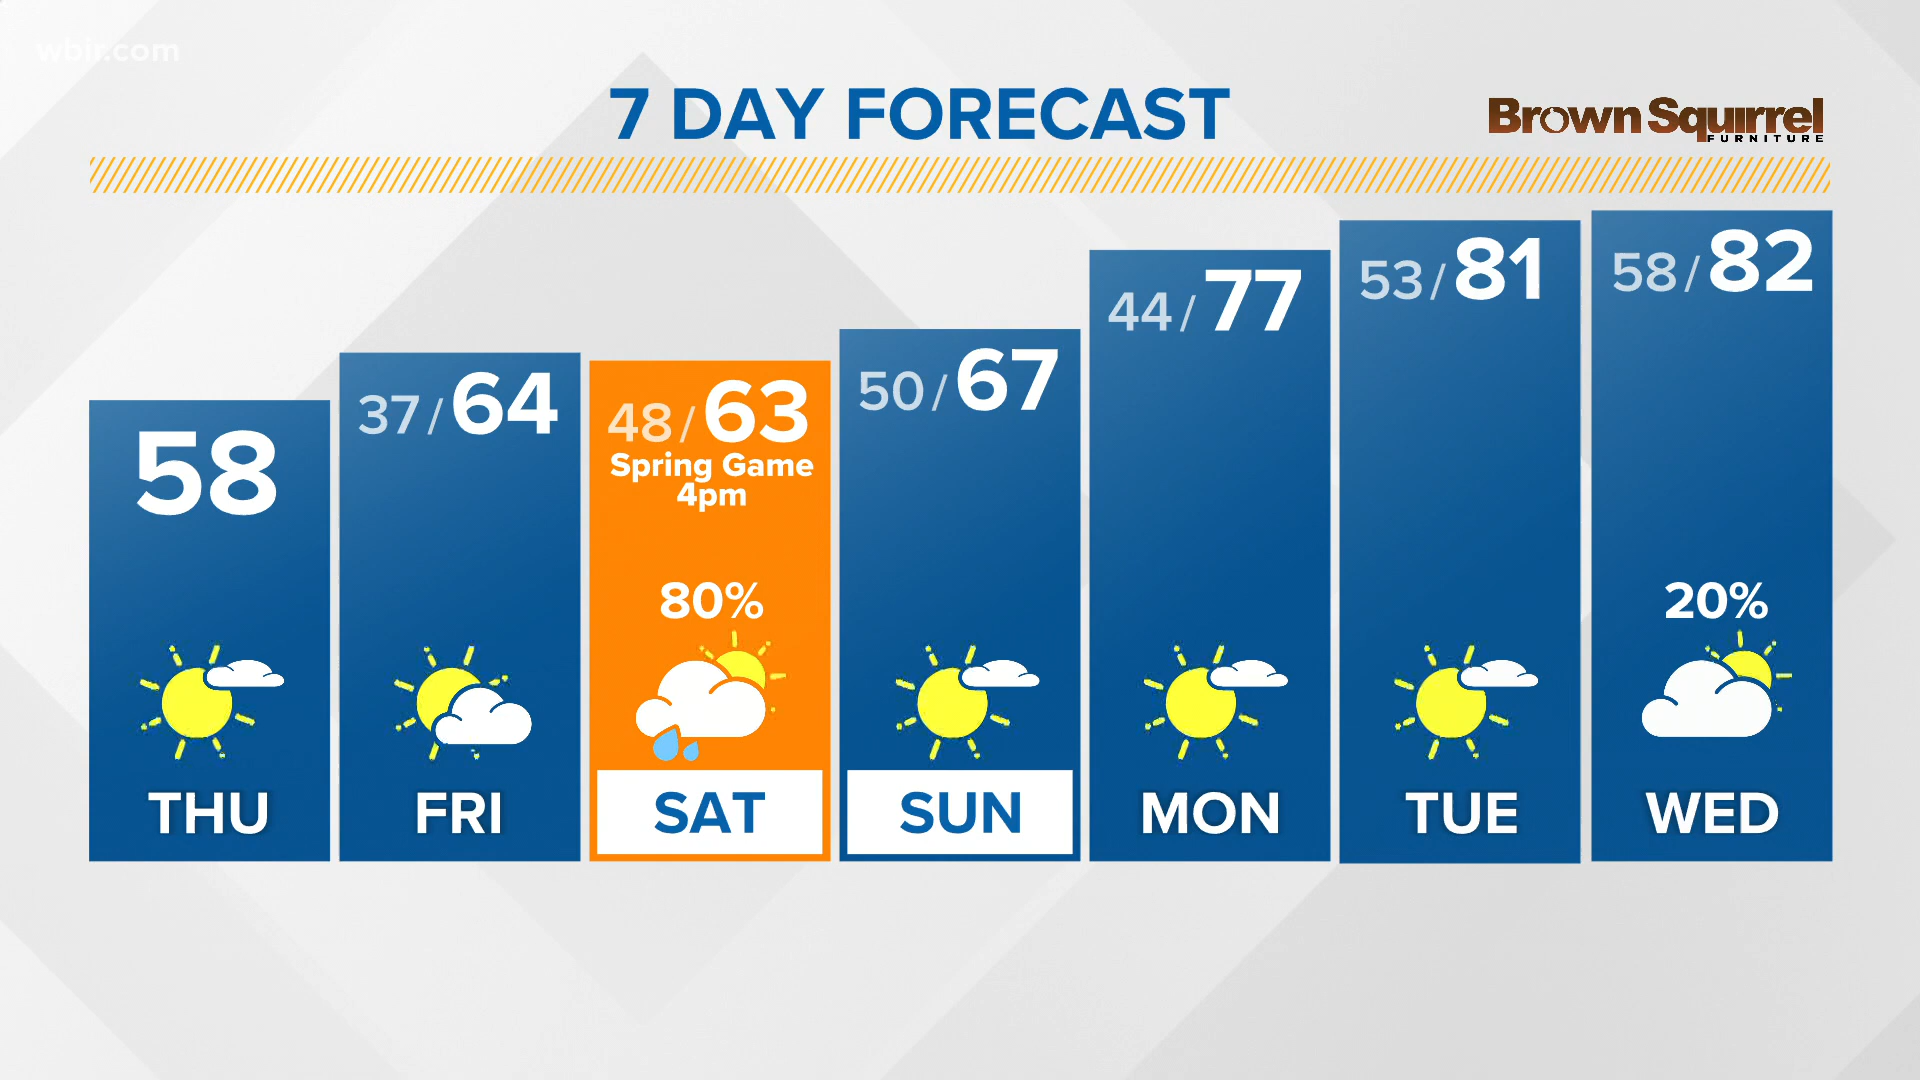 wbir.com
7 DAY FORECAST
Brown Squirrel
FURNITURE
58
THU
37/64
FRI
48/63
Spring Game
4pm
80%
SAT
50/67
SUN
44/77
MON
53/81
TUE
58/82
20%
WED